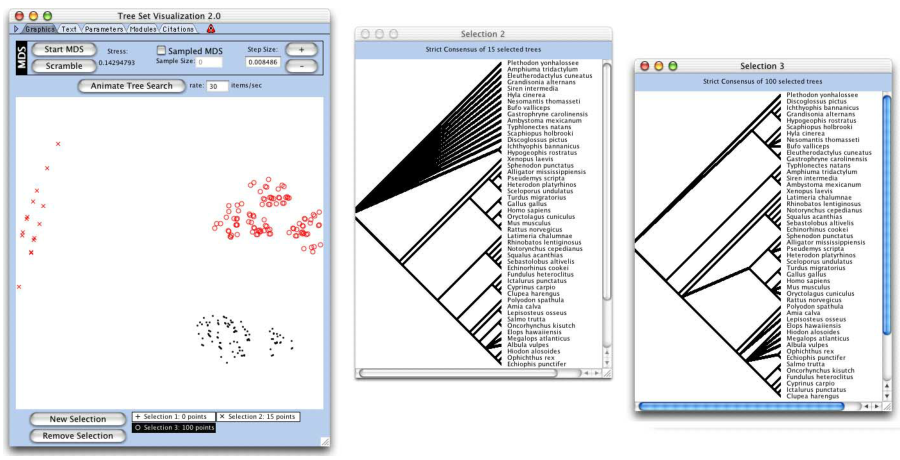 Tree Set Visualization 2.0
Graphics Text Parameters Modules Citations
MDS
Start MDS
Stress:
Sampled MDS
Step Size:
+
Scramble
0.14294793
Sample Size: 0
0.008486
-
Animate Tree Search rate: 30 items/sec
New Selection
+ Selection 1: 0 points × Selection 2: 15 points
Remove Selection
O Selection 3: 100 points
Selection 2
Strict Consensus of 15 selected trees
Plethodon yonhalossee
Amphiuma tridactylum
Eleutherodactylus cuneatus
Grandisonia alternans
Siren intermedia
Hyla cinerea
Nesomantis thomasseti
Bufo valliceps
Gastrophryne carolinensis
Ambystoma mexicanum
Typhlonectes natans
Scaphiopus holbrooki
Discoglossus pictus
Ichthyophis bannanicus
Hypogeophis rostratus
Xenopus laevis
Sphenodon punctatus
Alligator mississippiensis
Pseudemys scripta
Heterodon platyrhinos
Sceloporus undulatus
Turdus migratorius
Gallus gallus
Homo sapiens
Oryctolagus cuniculus
Mus musculus
Rattus norvegicus
Latimeria chalumnae
Rhinobatos lentiginosus
Notorynchus cepedianus
Squalus acanthias
Sebastolobus altivelis
Echinorhinus cookei
Fundulus heteroclitus
Ictalurus punctatus
Cyprinus carpio
Clupea harengus
Polyodon spathula
Amia calva
Lepisosteus osseus
Salmo trutta
Oncorhynchus kisutch
Elops hawaiiensis
Megalops atlanticus
Albula vulpes
Hiodon alosoides
Ophichthus rex
Echiophis punctifer
Selection 3
Strict Consensus of 100 selected trees
Plethodon yonhalossee
Discoglossus pictus
Ichthyophis bannanicus
Grandisonia alternans
Hypogeophis rostratus
Scaphiopus holbrooki
Hyla cinerea
Nesomantis thomasseti
Bufo valliceps
Eleutherodactylus cuneatus
Gastrophryne carolinensis
Typhlonectes natans
Amphiuma tridactylum
Siren intermedia
Ambystoma mexicanum
Xenopus laevis
Latimeria chalumnae
Rhinobatos lentiginosus
Notorynchus cepedianus
Squalus acanthias
Sebastolobus altivelis
Echinorhinus cookei
Sphenodon punctatus
Alligator mississippiensis
Pseudemys scripta
Heterodon platyrhinos
Sceloporus undulatus
Turdus migratorius
Gallus gallus
Homo sapiens
Mus musculus
Oryctolagus cuniculus
Rattus norvegicus
Polyodon spathula
Amia calva
Lepisosteus osseus
Elops hawaiiensis
Hiodon alosoides
Megalops atlanticus
Albula vulpes
Ophichthus rex
Echiophis punctifer
Salmo trutta
Oncorhynchus kisutch
Fundulus heteroclitus
Cyprinus carpio
Ictalurus punctatus
Clupea harengus